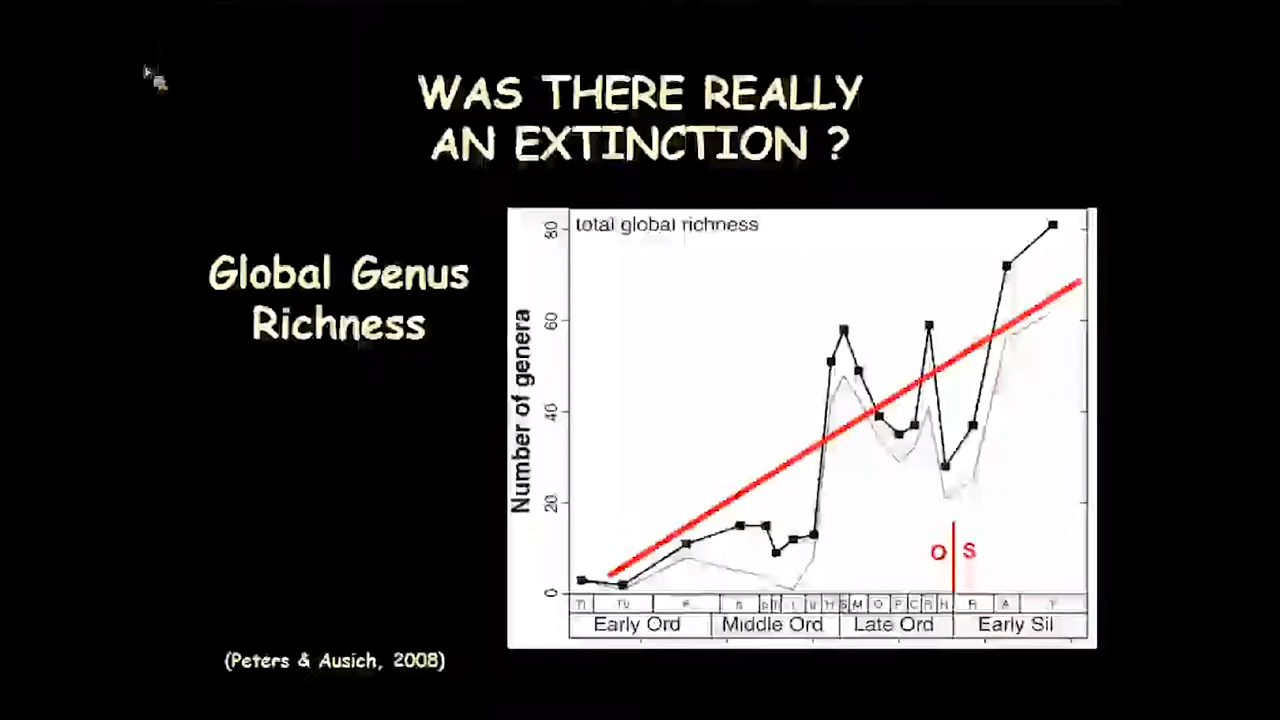 WAS THERE REALLY
AN EXTINCTION ?
Global Genus
Richness
total global richness
Number of genera
80
60
40
20
0
O S
H S M O P C R H R A T
Early Ord Middle Ord Late Ord Early Sil
(Peters & Ausich, 2008)